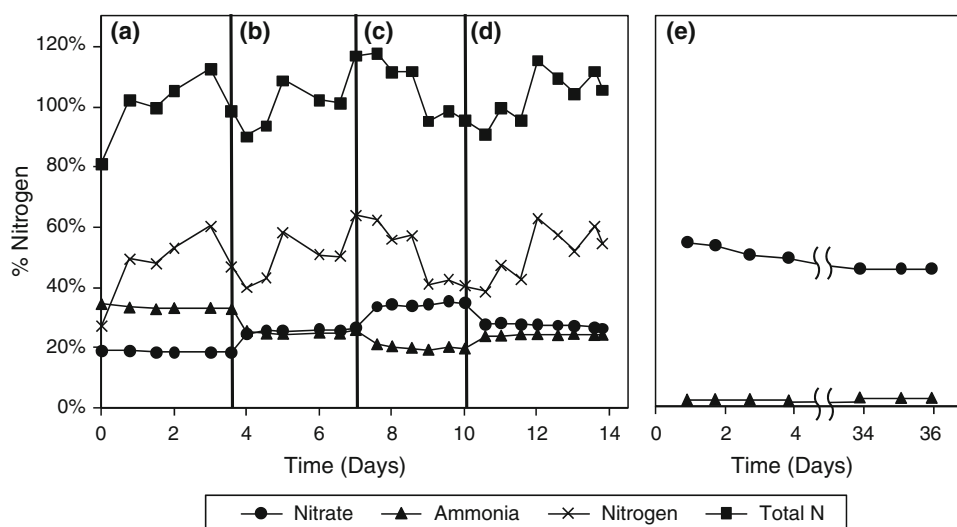 (a) (b) (c) (d) (e)
120%
100%
80%
60%
40%
20%
0%
% Nitrogen
0 2 4 6 8 10 12 14
0 2 4 34 36
Time (Days) Time (Days)
Nitrate Ammonia Nitrogen Total N